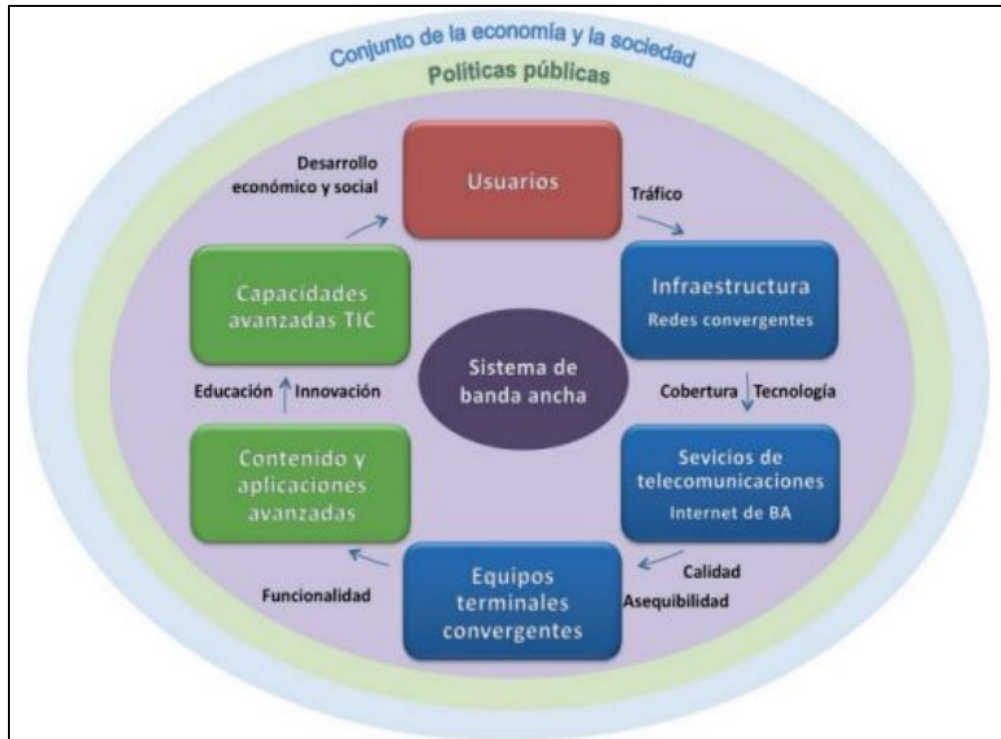 Conjunto de la economía y la sociedad
Políticas públicas
Desarrollo
económico y social
Usuarios
Tráfico
Capacidades
avanzadas TIC
Infraestructura
Redes convergentes
Sistema de
banda ancha
Educación
Innovación
Cobertura
Tecnología
Contenido y
aplicaciones
avanzadas
Sevicios de
telecomunicaciones
Internet de BA
Funcionalidad
Equipos
terminales
convergentes
Calidad
Asequibilidad